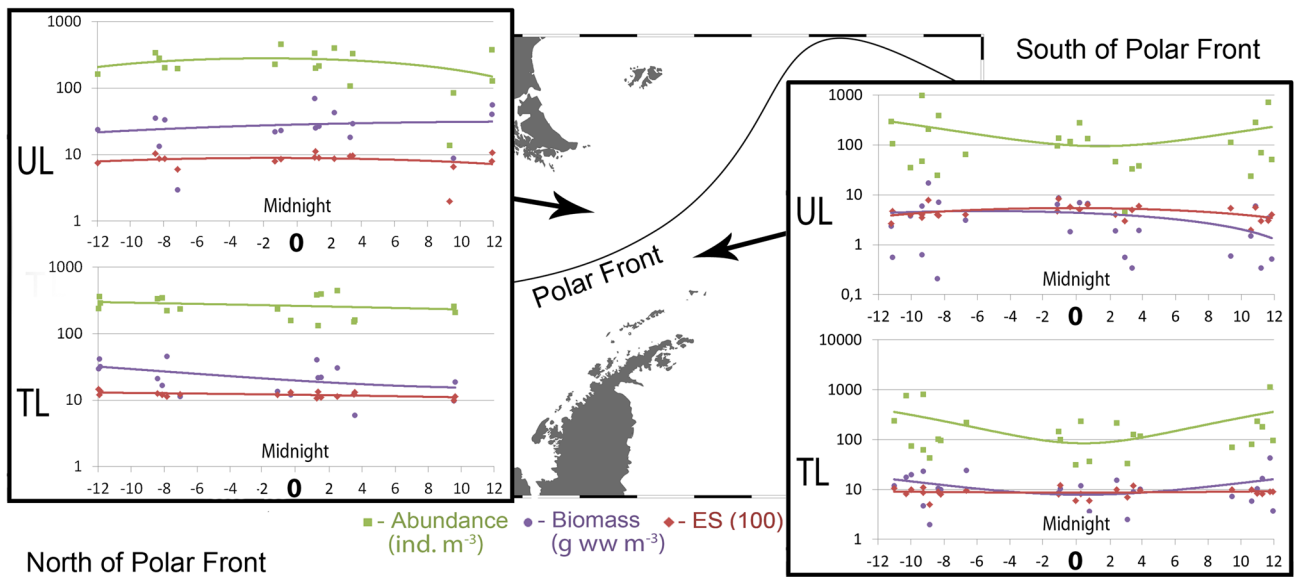 1000
100
10
1
UL
Midnight
-12 -10 -8 -6 -4 -2 0 2 4 6 8 10 12
1000
100
10
1
TL
Midnight
-12 -10 -8 -6 -4 -2 0 2 4 6 8 10 12
North of Polar Front
Polar Front
- Abundance
(ind. m-3)
- Biomass
(g ww m-3)
- ES (100)
South of Polar Front
1000
100
10
1
0,1
UL
Midnight
-12 -10 -8 -6 -4 -2 0 2 4 6 8 10 12
10000
1000
100
10
1
TL
Midnight
-12 -10 -8 -6 -4 -2 0 2 4 6 8 10 12